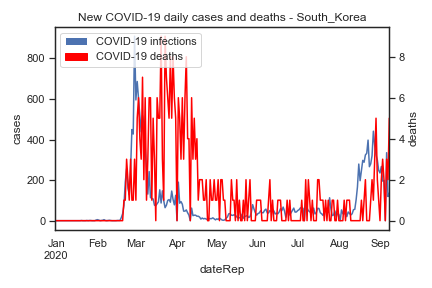 New COVID-19 daily cases and deaths - South_Korea
COVID-19 infections
COVID-19 deaths
cases
800
600
400
200
0
8
6
4
2
0
deaths
Jan Feb Mar Apr May Jun Jul Aug Sep
2020
dateRep